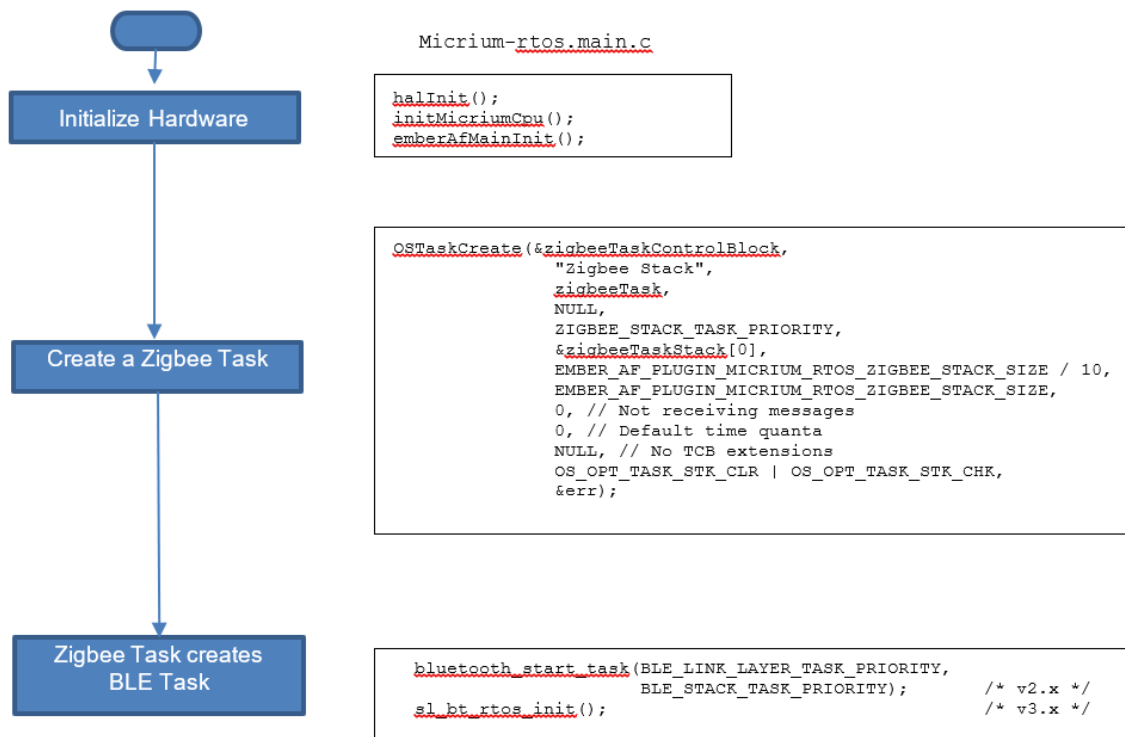 Micrium-rtos.main.c
Initialize Hardware
halInit();
initMicriumCpu();
emberAfMainInit();
Create a Zigbee Task
OSTaskCreate(&zigbeeTaskControlBlock,
"Zigbee Stack",
zigbeeTask,
NULL,
ZIGBEE_STACK_TASK_PRIORITY,
&zigbeeTaskStack[0],
EMBER_AF_PLUGIN_MICRIUM_RTOS_ZIGBEE_STACK_SIZE / 10,
EMBER_AF_PLUGIN_MICRIUM_RTOS_ZIGBEE_STACK_SIZE,
0, // Not receiving messages
0, // Default time quanta
NULL, // No TCB extensions
OS_OPT_TASK_STK_CLR | OS_OPT_TASK_STK_CHK,
&err);
Zigbee Task creates
BLE Task
bluetooth_start_task(BLE_LINK_LAYER_TASK_PRIORITY,
BLE_STACK_TASK_PRIORITY); /* v2.x */
sl_bt_rtos_init(); /* v3.x */